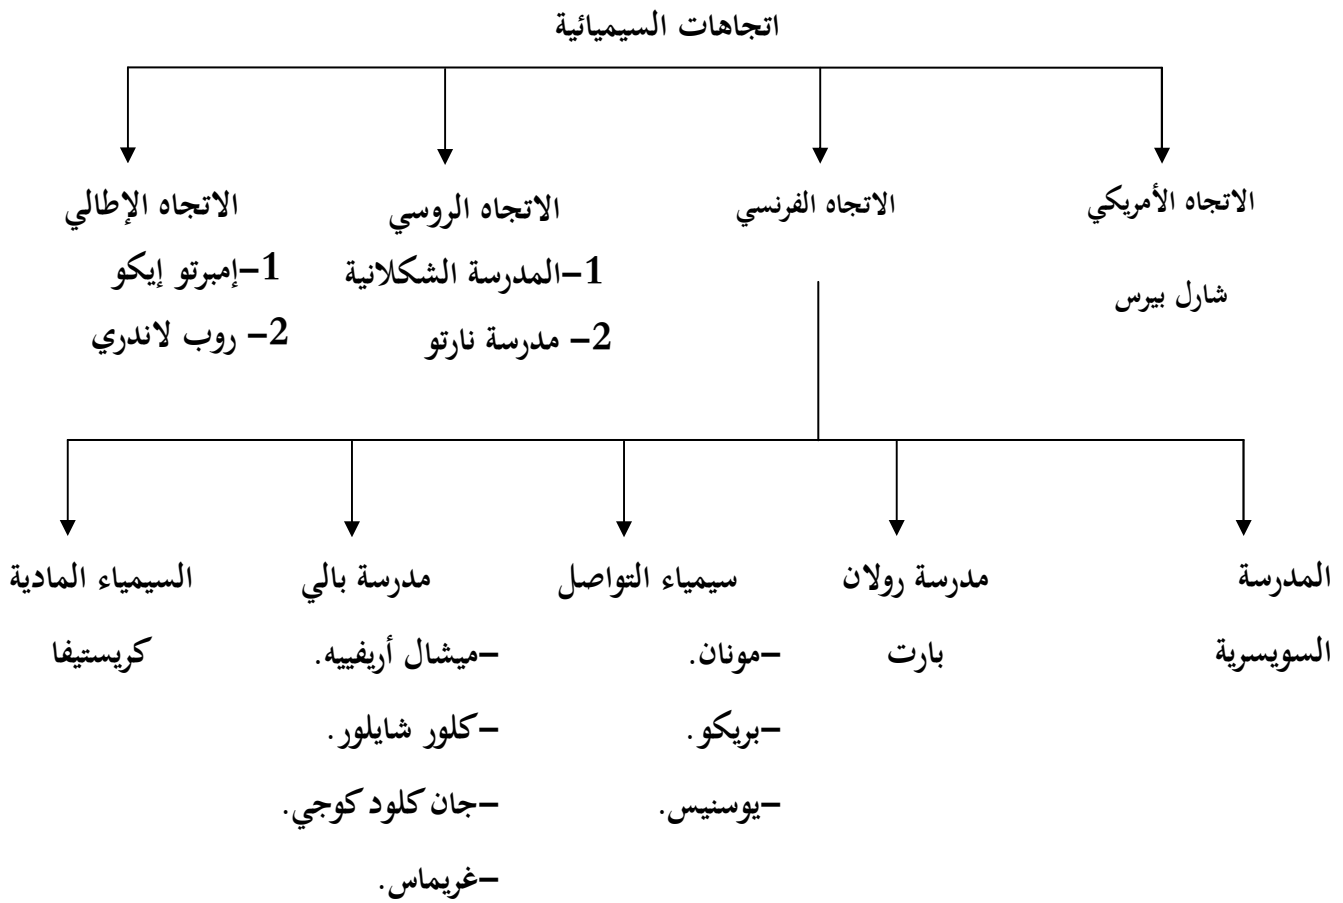 اتجاهات السيميائية
الاتجاه الأمريكي
شارل بيرس
الاتجاه الفرنسي
الاتجاه الروسي
1-المدرسة الشكلانية
2- مدرسة نارتو
الاتجاه الإطالي
1-إمبرتو إيكو
2- روب لاندري
المدرسة
السويسرية
مدرسة رولان
بارت
سيمياء التواصل
-مونان.
-بريكو.
-يوسنيس.
مدرسة بالي
-ميشال أريفييه.
-كلور شايلور.
-جان كلود كوجي.
-غريماس.
السيمياء المادية
كريستيفا